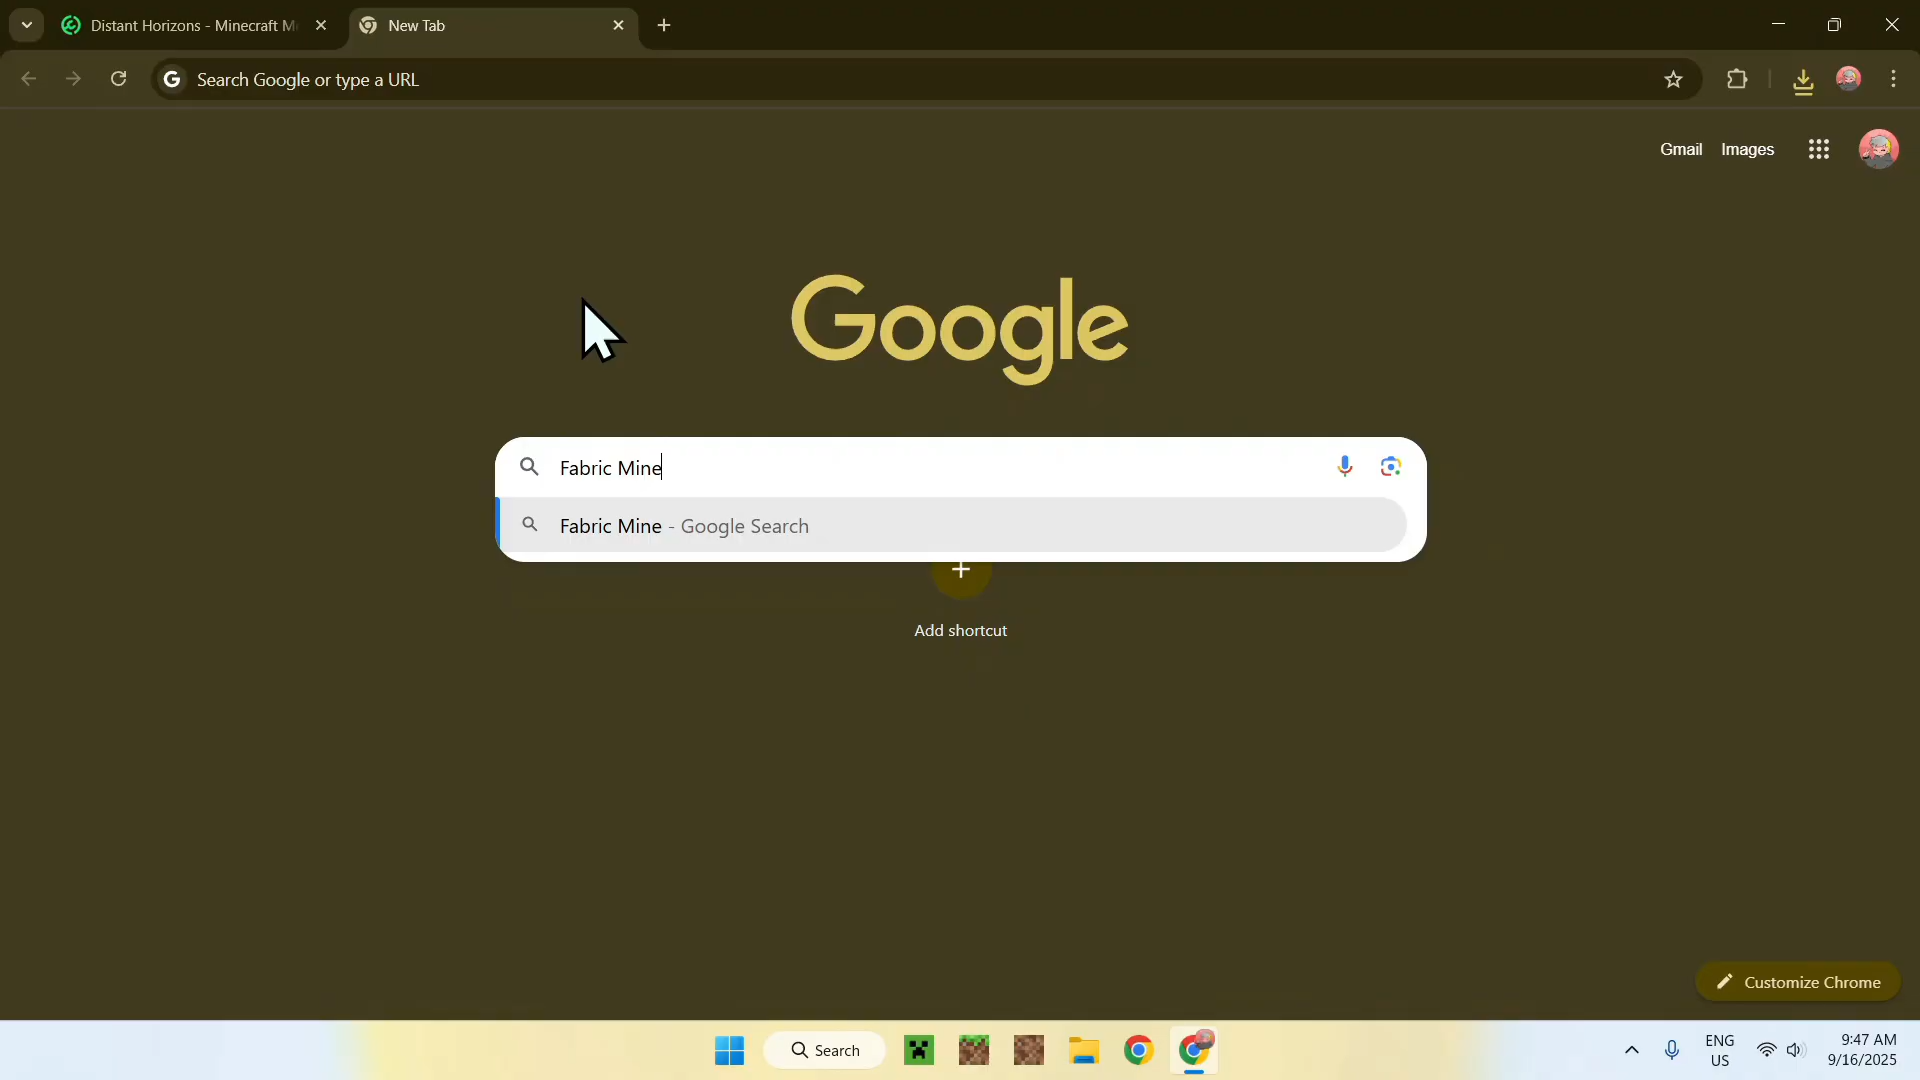 Distant Horizons - Minecraft M
New Tab
Search Google or type a URL
Gmail
Images
Google
Fabric Mine
Fabric Mine - Google Search
Add shortcut
Customize Chrome
Search
ENG
US
9:47 AM
9/16/2025